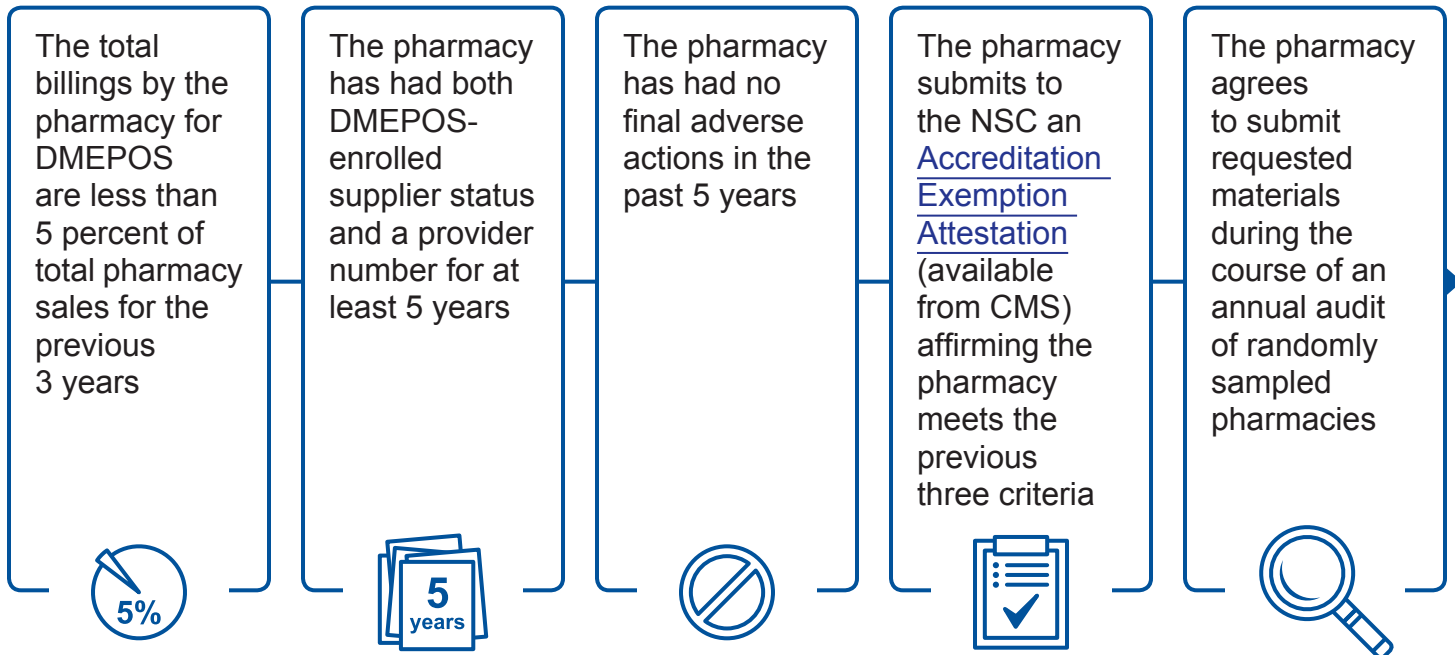 The total
billings by the
pharmacy for
DMEPOS
are less than
5 percent of
total pharmacy
sales for the
previous
3 years
5%
The pharmacy
has had both
DMEPOS-
enrolled
supplier status
and a provider
number for at
least 5 years
5
years
The pharmacy
has had no
final adverse
actions in the
past 5 years
The pharmacy
submits to
the NSC an
Accreditation
Exemption
Attestation
(available
from CMS)
affirming the
pharmacy
meets the
previous
three criteria
The pharmacy
agrees
to submit
requested
materials
during the
course of an
annual audit
of randomly
sampled
pharmacies